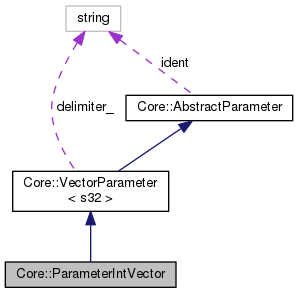 string
ident
delimiter_
Core::AbstractParameter
Core::VectorParameter
< s32 >
Core::ParameterIntVector